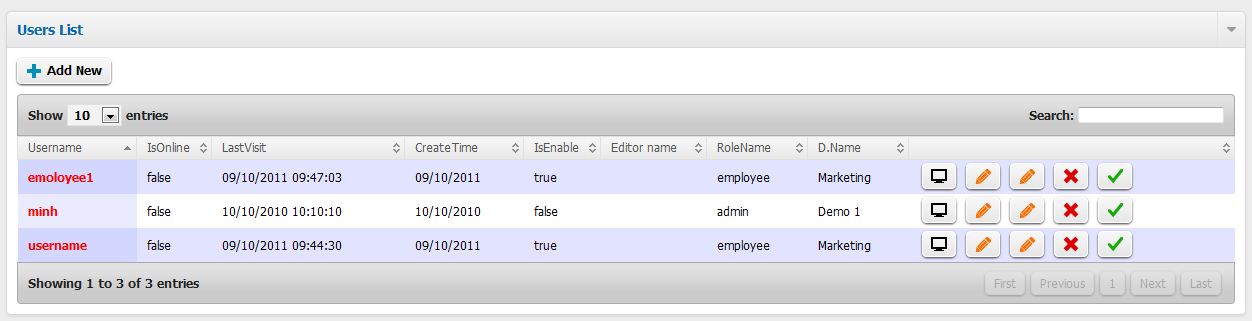 Users List
Add New
Show 10 entries Search:
Username IsOnline LastVisit CreateTime IsEnable Editor name RoleName D.Name
emoloyee1 false 09/10/2011 09:47:03 09/10/2011 true employee Marketing
minh false 10/10/2010 10:10:10 10/10/2010 false admin Demo 1
username false 09/10/2011 09:44:30 09/10/2011 true employee Marketing
Showing 1 to 3 of 3 entries First Previous 1 Next Last